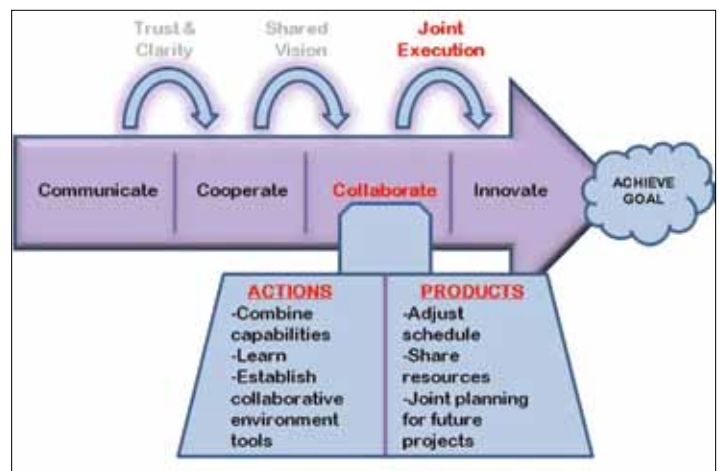 Trust &
Clarity
Shared
Vision
Joint
Execution
Communicate
Cooperate
Collaborate
Innovate
ACHIEVE
GOAL
ACTIONS
-Combine
capabilities
-Learn
-Establish
collaborative
environment
tools
PRODUCTS
-Adjust
schedule
-Share
resources
-Joint planning
for future
projects